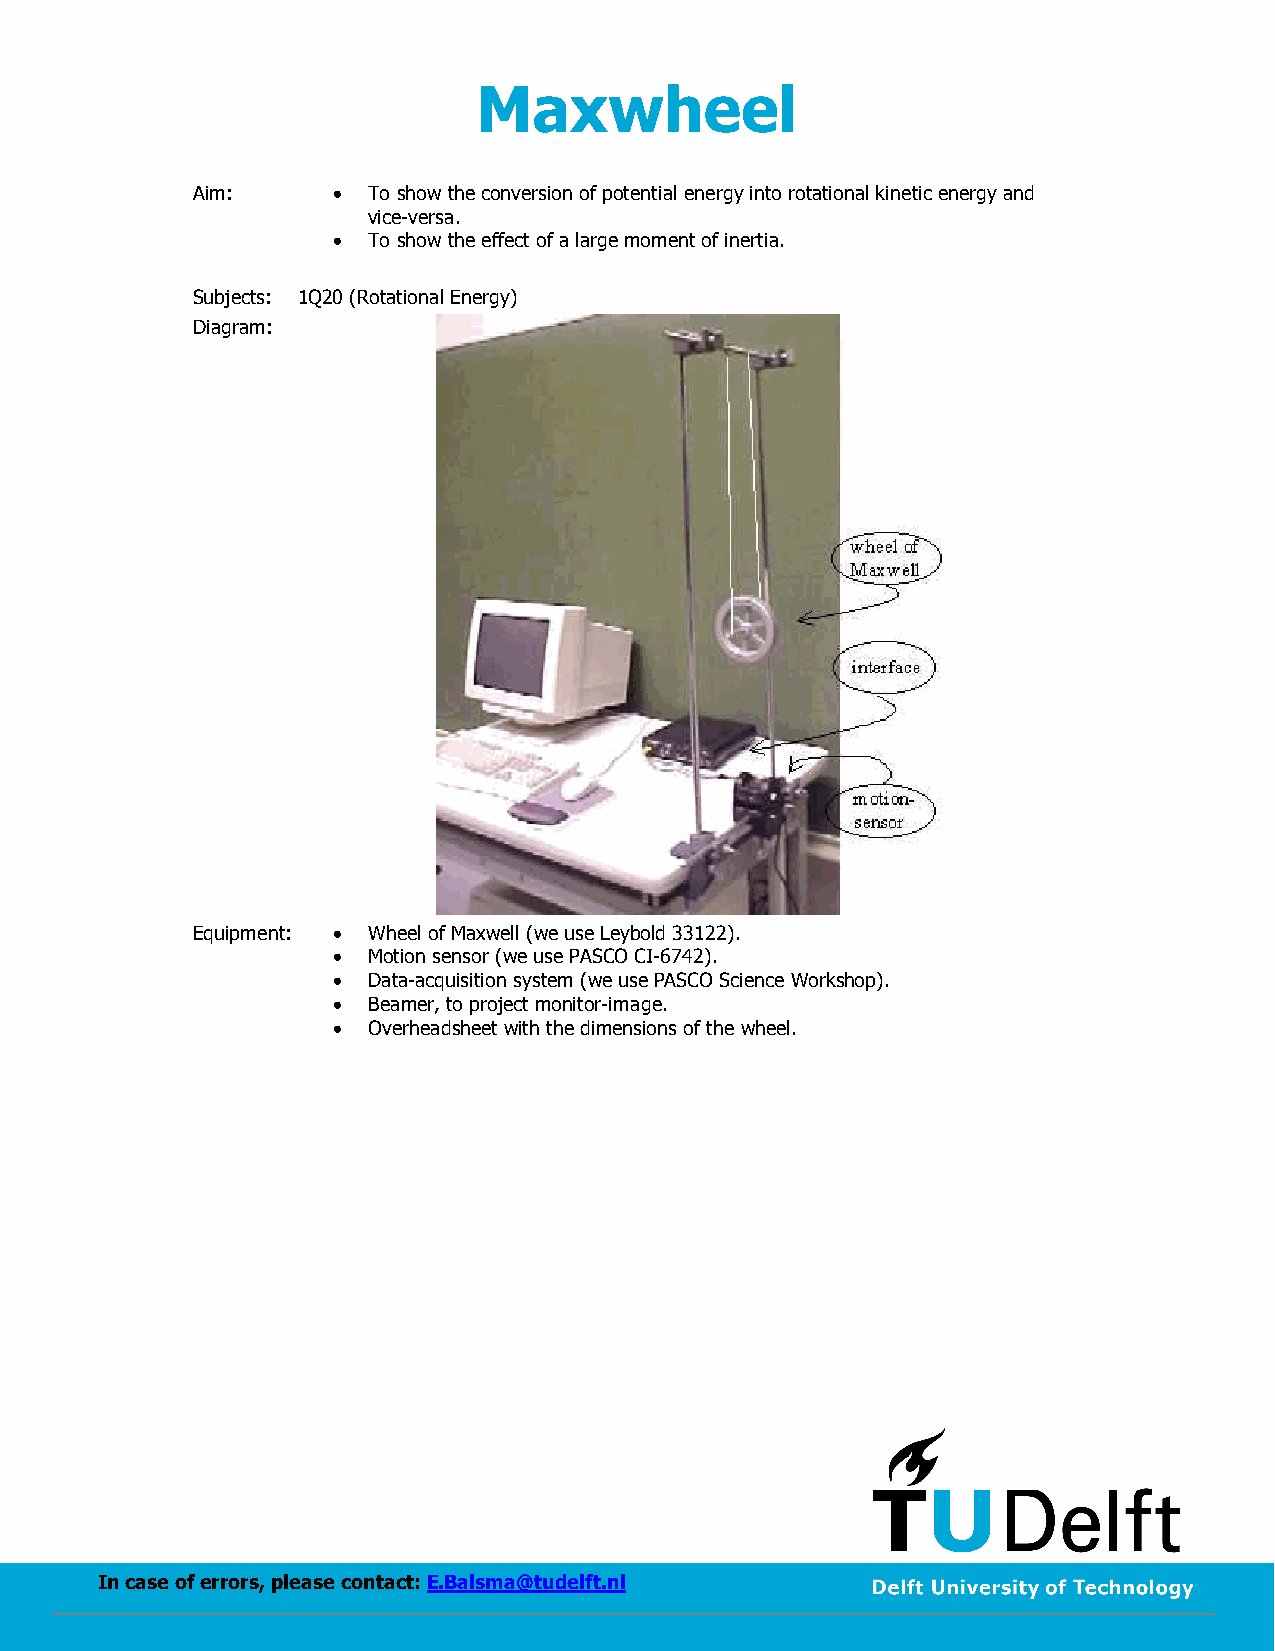 Maxwheel
Aim: • To show the conversion of potential energy into rotational kinetic energy and
vice-versa.
• To show the effect of a large moment of inertia.
Subjects: 1Q20 (Rotational Energy)
Diagram:
wheel of
Maxwell
interface
motion-
sensor
Equipment: • Wheel of Maxwell (we use Leybold 33122).
• Motion sensor (we use PASCO CI-6742).
• Data-acquisition system (we use PASCO Science Workshop).
• Beamer, to project monitor-image.
• Overheadsheet with the dimensions of the wheel.
TUDelft
In case of errors, please contact: E.Balsma@tudelft.nl
Delft University of Technology